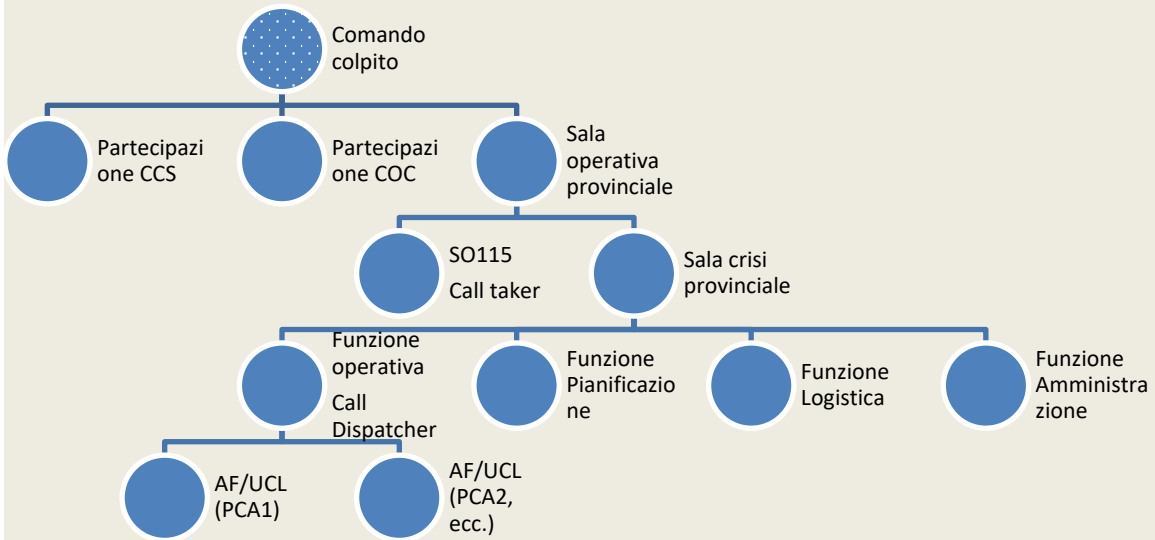 Comando
colpito
Partecipazi
one CCS
Partecipazi
one COC
Sala
operativa
provinciale
SO115
Call taker
Sala crisi
provinciale
Funzione
operativa
Call
Dispatcher
Funzione
Pianificazio
ne
Funzione
Logistica
Funzione
Amministra
zione
AF/UCL
(PCA1)
AF/UCL
(PCA2,
ecc.)